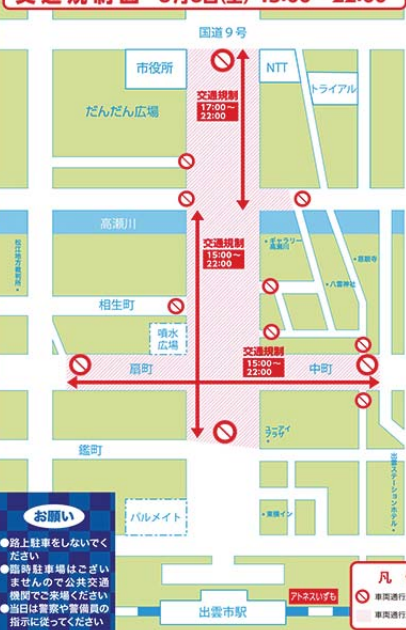 国道9号
市役所
NTT
トライアル
だんだん広場
交通規制
17:00〜
22:00
高瀬川
松江地方裁判所
交通規制
15:00〜
22:00
ギャラリー
高瀬川
八雲神社
相生町
噴水
広場
交通規制
15:00〜
22:00
扇町
中町
ユーアイ
プラザ
鑑町
出雲ステーションホテル
パルメイト
東横イン
お願い
●路上駐車をしないでく
ださい
●臨時駐車場はござい
ませんので公共交通
機関でご来場ください
●当日は警察や警備員の
指示に従ってください
出雲市駅
アトネスいずも
凡
車両通行
車両通行